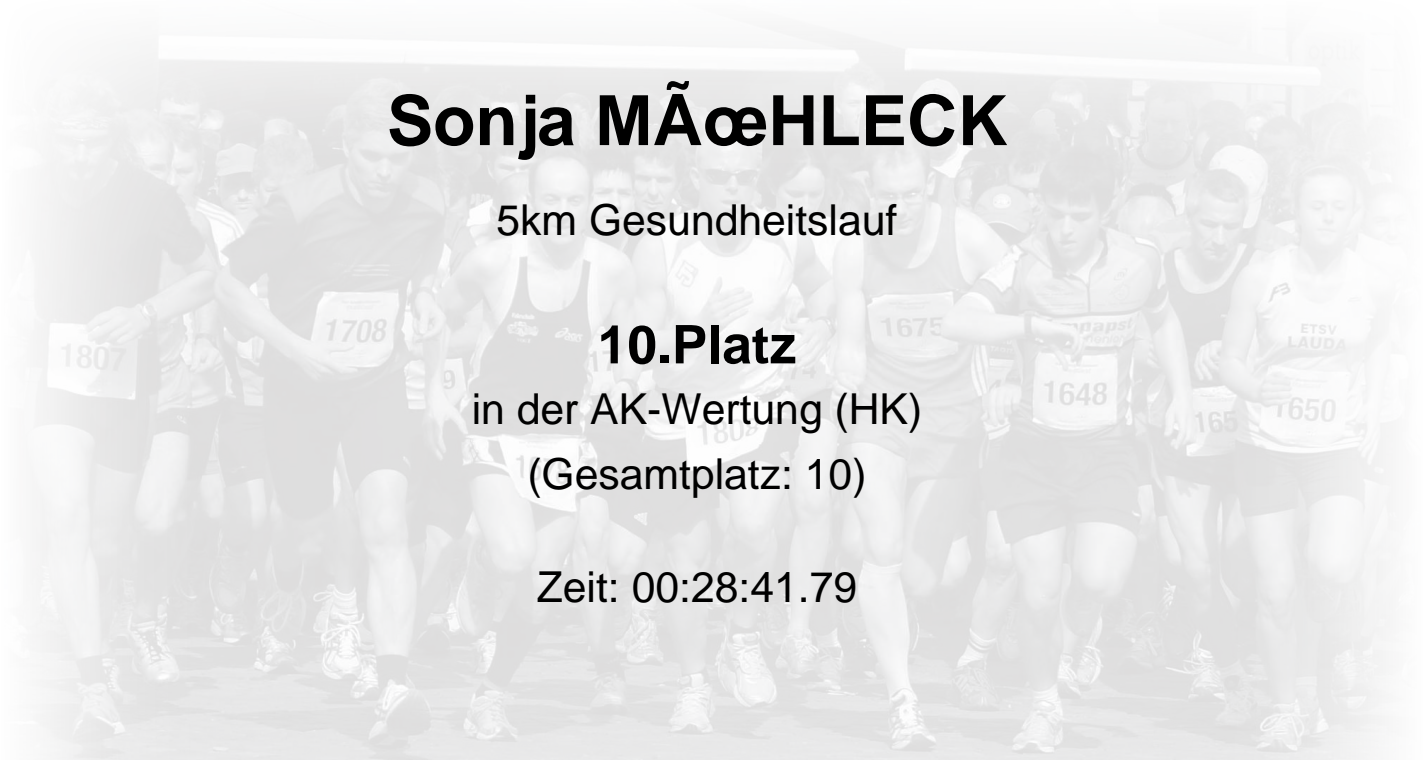 Sonja MÃœHLECK
5km Gesundheitslauf
10.Platz
in der AK-Wertung (HK)
(Gesamtplatz: 10)
Zeit: 00:28:41.79
1807
1708
1675
1648
1650
ETSV
LAUDA